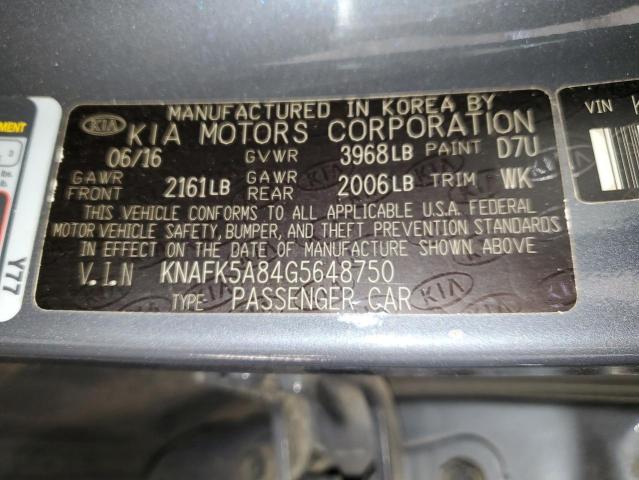 MANUFACTURED IN KOREA BY
KIA KIA MOTORS CORPORATION
06/16 GVWR 3968LB PAINT D7U
GAWR FRONT 2161LB GAWR REAR 2006LB TRIM WK
THIS VEHICLE CONFORMS TO ALL APPLICABLE U.S.A. FEDERAL
MOTOR VEHICLE SAFETY, BUMPER, AND THEFT PREVENTION STANDARDS
IN EFFECT ON THE DATE OF MANUFACTURE SHOWN ABOVE
V.I.N KNAFK5A84G5648750
TYPE: PASSENGER CAR
VIN
Y77